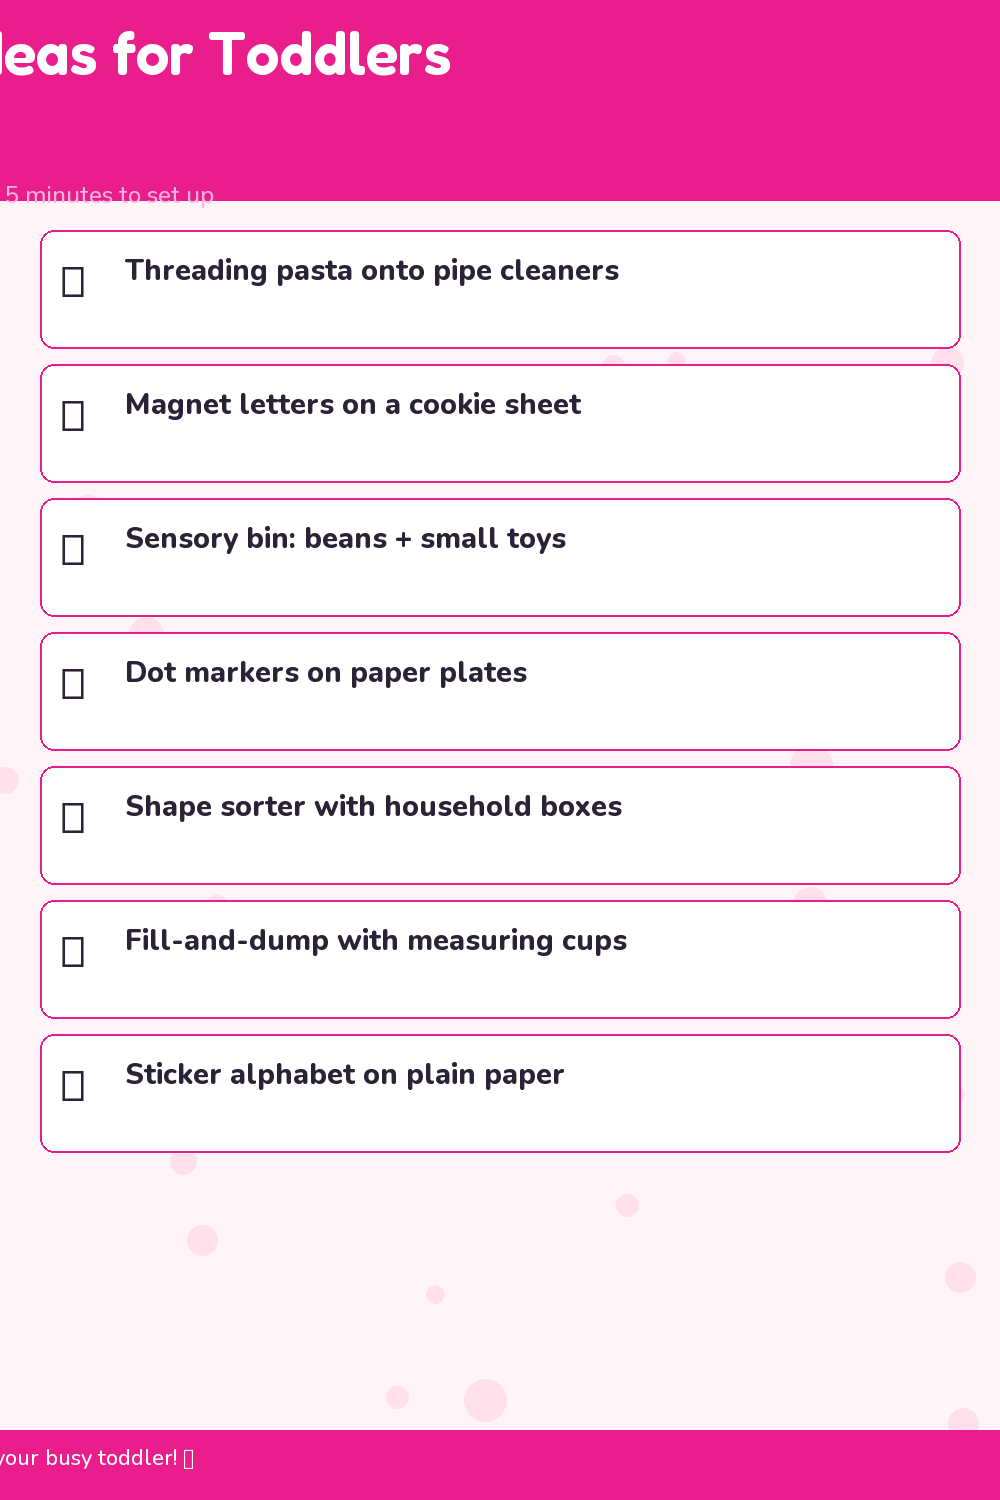 eas for Toddlers
5 minutes to set up
Threading pasta onto pipe cleaners
Magnet letters on a cookie sheet
Sensory bin: beans + small toys
Dot markers on paper plates
Shape sorter with household boxes
Fill-and-dump with measuring cups
Sticker alphabet on plain paper
your busy toddler!